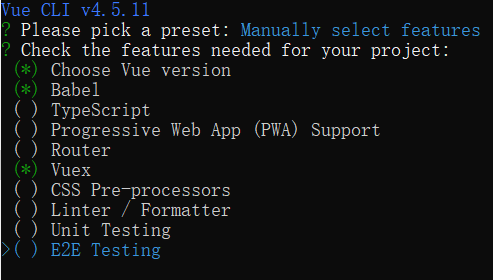 Vue CLI v4.5.11
? Please pick a preset: Manually select features
? Check the features needed for your project:
(*) Choose Vue version
(*) Babel
( ) TypeScript
( ) Progressive Web App (PWA) Support
( ) Router
(*) Vuex
( ) CSS Pre-processors
( ) Linter / Formatter
( ) Unit Testing
>( ) E2E Testing